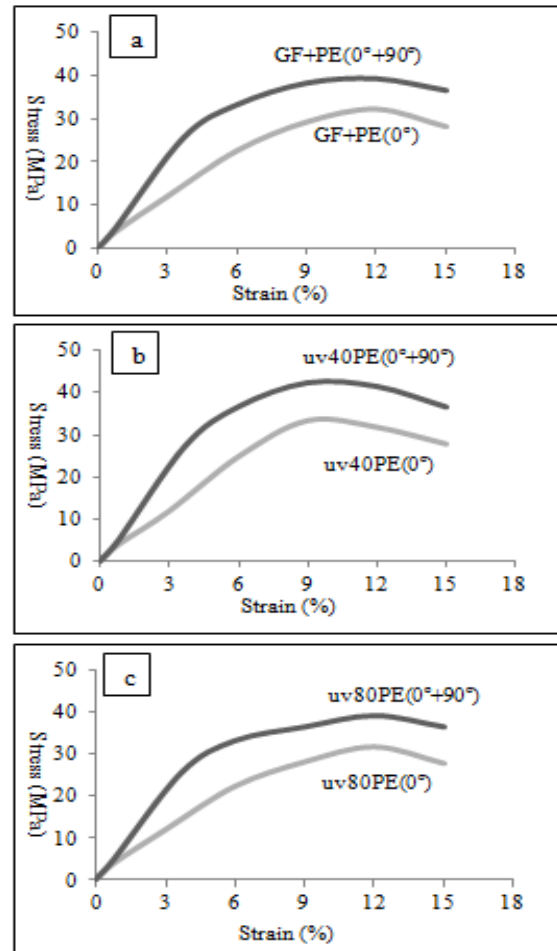 a
50
40
30
20
10
0
Stress (MPa)
GF+PE(0°+90°)
GF+PE(0°)
0 3 6 9 12 15 18
Strain (%)
b
50
40
30
20
10
0
Stress (MPa)
uv40PE(0°+90°)
uv40PE(0°)
0 3 6 9 12 15 18
Strain (%)
c
50
40
30
20
10
0
Stress (MPa)
uv80PE(0°+90°)
uv80PE(0°)
0 3 6 9 12 15 18
Strain (%)